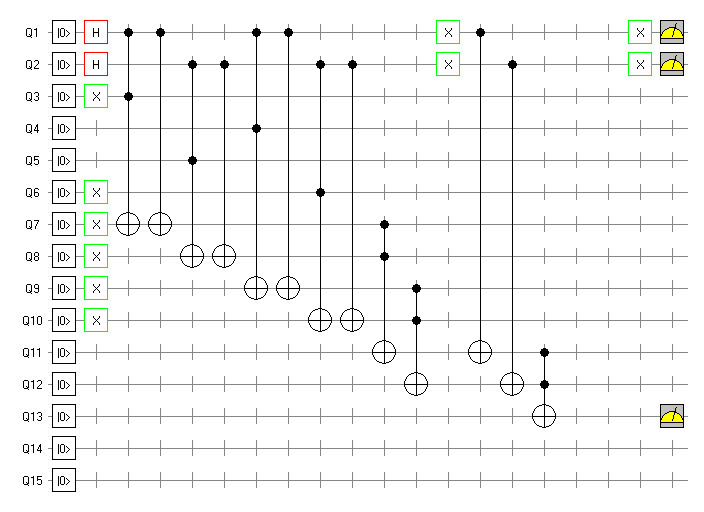 Q1 |0> H X X
Q2 |0> H X X
Q3 |0> X
Q4 |0>
Q5 |0>
Q6 |0> X
Q7 |0> X
Q8 |0> X
Q9 |0> X
Q10 |0> X
Q11 |0>
Q12 |0>
Q13 |0>
Q14 |0>
Q15 |0>